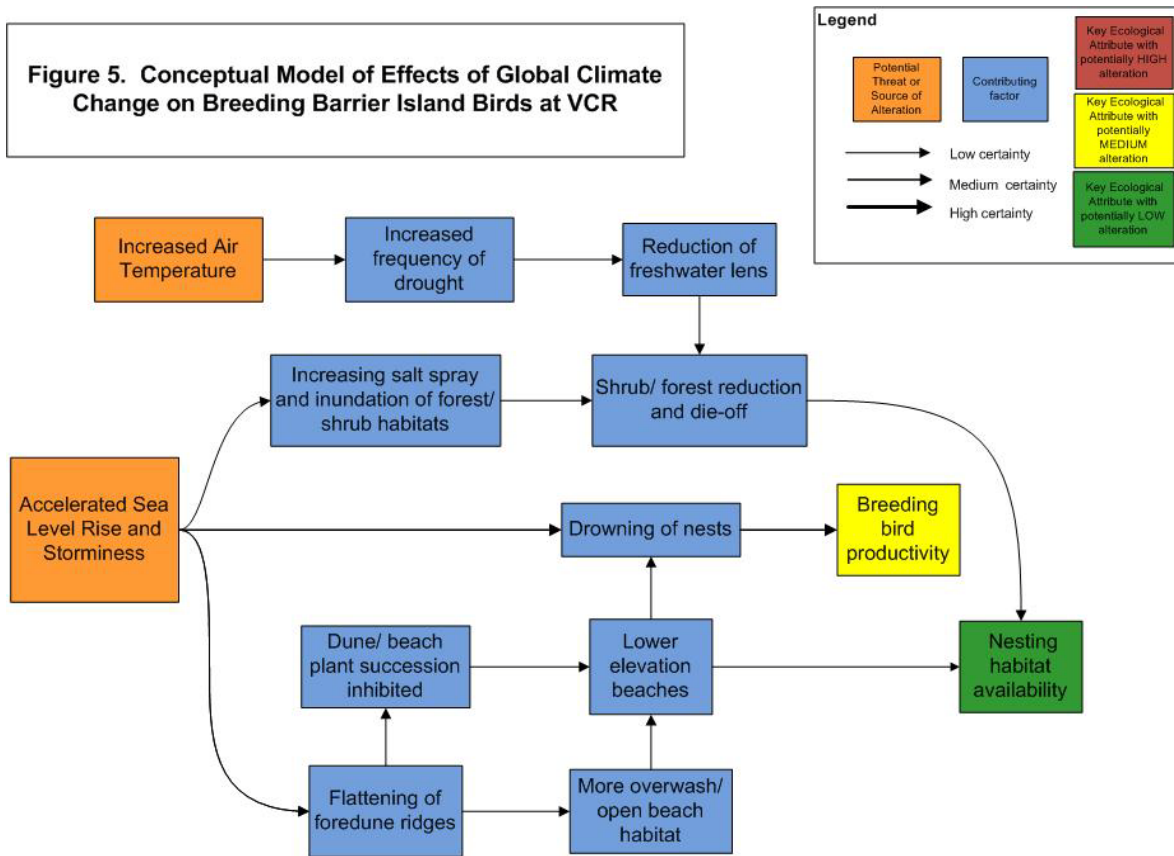 Figure 5.  Conceptual Model of Effects of Global Climate
Change on Breeding Barrier Island Birds at VCR
Legend
Potential
Threat or
Source of
Alteration
Contributing
factor
Key Ecological
Attribute with
potentially HIGH
alteration
Key Ecological
Attribute with
potentially
MEDIUM
alteration
Key Ecological
Attribute with
potentially LOW
alteration
Low certainty
Medium certainty
High certainty
Increased Air
Temperature
Increased
frequency of
drought
Reduction of
freshwater lens
Increasing salt spray
and inundation of forest/
shrub habitats
Shrub/ forest reduction
and die-off
Accelerated Sea
Level Rise and
Storminess
Drowning of nests
Breeding
bird
productivity
Dune/ beach
plant succession
inhibited
Lower
elevation
beaches
Nesting
habitat
availability
Flattening of
foredune ridges
More overwash/
open beach
habitat